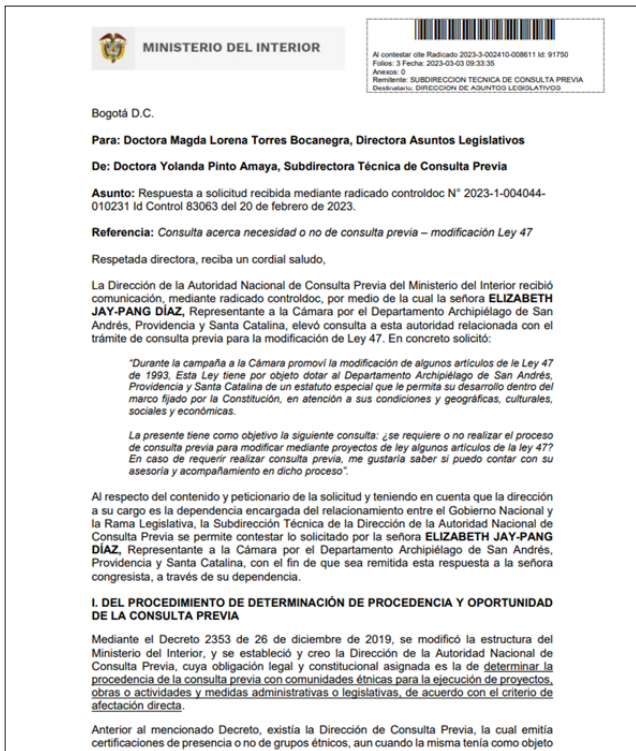 MINISTERIO DEL INTERIOR
Al contestar cite Radicado 2023-3-002410-008611 Id: 91750
Folios: 3 Fecha: 2023-03-03 09:33:35
Anexos: 0
Remitente: SUBDIRECCION TECNICA DE CONSULTA PREVIA
Destinatario: DIRECCION DE ASUNTOS LEGISLATIVOS
Bogotá D.C.
Para: Doctora Magda Lorena Torres Bocanegra, Directora Asuntos Legislativos
De: Doctora Yolanda Pinto Amaya, Subdirectora Técnica de Consulta Previa
Asunto: Respuesta a solicitud recibida mediante radicado controldoc N° 2023-1-004044-
010231 Id Control 83063 del 20 de febrero de 2023.
Referencia: Consulta acerca necesidad o no de consulta previa – modificación Ley 47
Respetada directora, reciba un cordial saludo,
La Dirección de la Autoridad Nacional de Consulta Previa del Ministerio del Interior recibió
comunicación, mediante radicado controldoc, por medio de la cual la señora ELIZABETH
JAY-PANG DÍAZ, Representante a la Cámara por el Departamento Archipiélago de San
Andrés, Providencia y Santa Catalina, elevó consulta a esta autoridad relacionada con el
trámite de consulta previa para la modificación de Ley 47. En concreto solicitó:
"Durante la campaña a la Cámara promoví la modificación de algunos artículos de le Ley 47
de 1993, Esta Ley tiene por objeto dotar al Departamento Archipiélago de San Andrés,
Providencia y Santa Catalina de un estatuto especial que le permita su desarrollo dentro del
marco fijado por la Constitución, en atención a sus condiciones y geográficas, culturales,
sociales y económicas.
La presente tiene como objetivo la siguiente consulta: ¿se requiere o no realizar el proceso
de consulta previa para modificar mediante proyectos de ley algunos artículos de la ley 47?
En caso de requerir realizar consulta previa, me gustaría saber si puedo contar con su
asesoría y acompañamiento en dicho proceso".
Al respecto del contenido y peticionario de la solicitud y teniendo en cuenta que la dirección
a su cargo es la dependencia encargada del relacionamiento entre el Gobierno Nacional y
la Rama Legislativa, la Subdirección Técnica de la Dirección de la Autoridad Nacional de
Consulta Previa se permite contestar lo solicitado por la señora ELIZABETH JAY-PANG
DÍAZ, Representante a la Cámara por el Departamento Archipiélago de San Andrés,
Providencia y Santa Catalina, con el fin de que sea remitida esta respuesta a la señora
congresista, a través de su dependencia.
I. DEL PROCEDIMIENTO DE DETERMINACIÓN DE PROCEDENCIA Y OPORTUNIDAD
DE LA CONSULTA PREVIA
Mediante el Decreto 2353 de 26 de diciembre de 2019, se modificó la estructura del
Ministerio del Interior, y se estableció y creo la Dirección de la Autoridad Nacional de
Consulta Previa, cuya obligación legal y constitucional asignada es la de determinar la
procedencia de la consulta previa con comunidades étnicas para la ejecución de proyectos,
obras o actividades y medidas administrativas o legislativas, de acuerdo con el criterio de
afectación directa.
Anterior al mencionado Decreto, existía la Dirección de Consulta Previa, la cual emitía
certificaciones de presencia o no de grupos étnicos, aun cuando la misma tenía como objeto